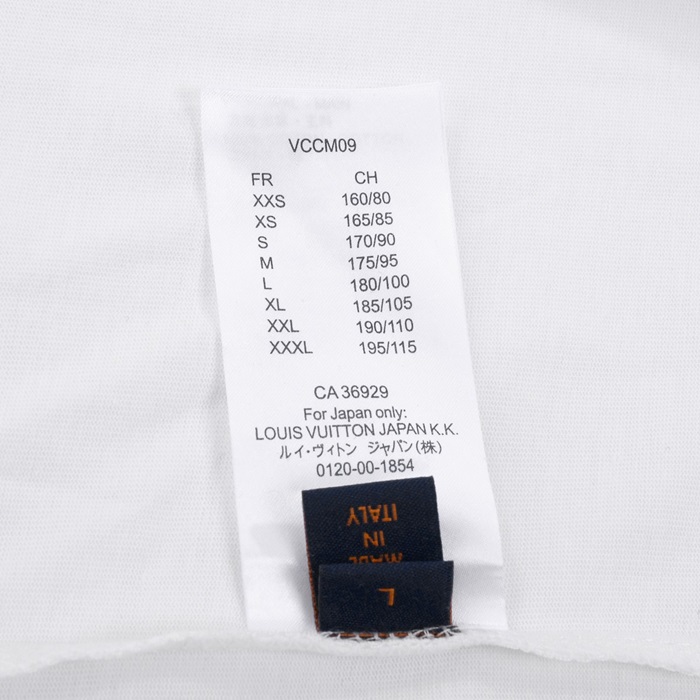 VCCM09
FR CH
XXS 160/80
XS 165/85
S 170/90
M 175/95
L 180/100
XL 185/105
XXL 190/110
XXXL 195/115
CA 36929
For Japan only:
LOUIS VUITTON JAPAN K.K.
ルイ・ヴィトン ジャパン(株)
0120-00-1854
MADE
IN
ITALY
L